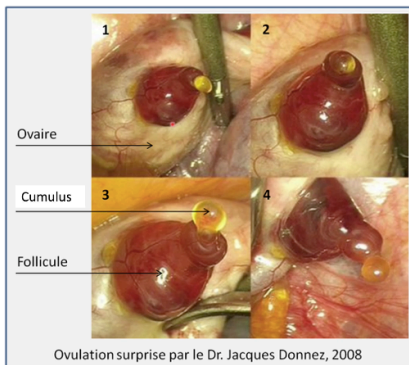 1
2
Ovaire
Cumulus
3
4
Follicule
Ovulation surprise par le Dr. Jacques Donnez, 2008